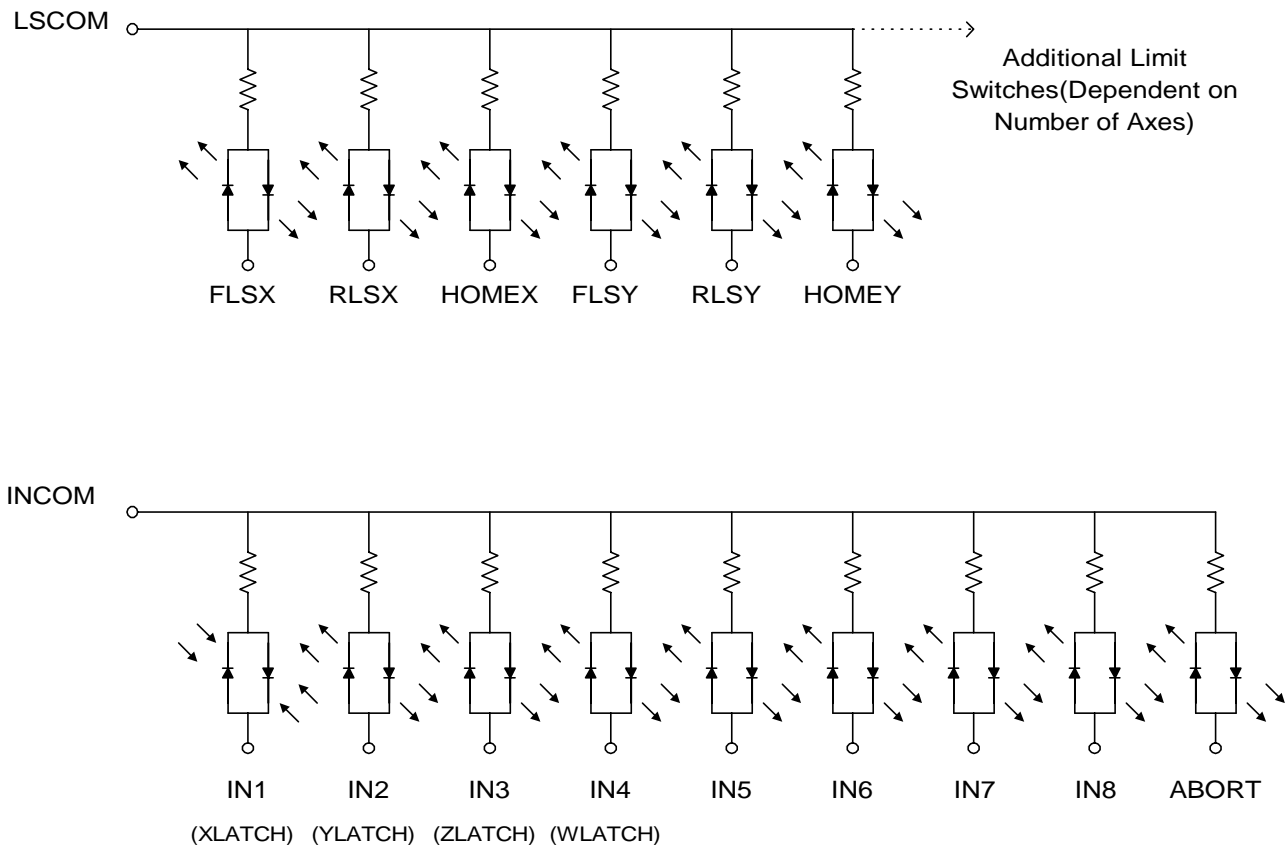 LSCOM
Additional Limit
Switches(Dependent on
Number of Axes)
FLSX RLSX HOMEX FLSY RLSY HOMEY
INCOM
IN1 IN2 IN3 IN4 IN5 IN6 IN7 IN8 ABORT
(XLATCH) (YLATCH) (ZLATCH) (WLATCH)